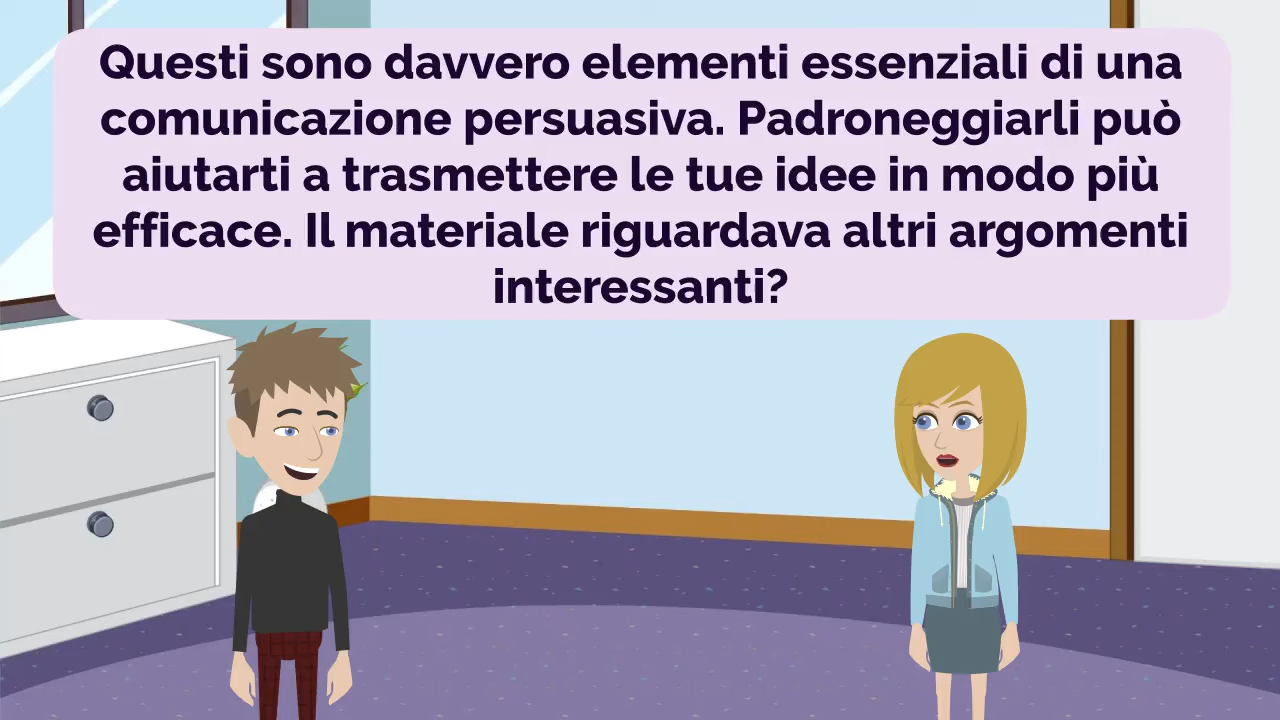 Questi sono davvero elementi essenziali di una
comunicazione persuasiva. Padroneggiarli può
aiutarti a trasmettere le tue idee in modo più
efficace. Il materiale riguardava altri argomenti
interessanti?